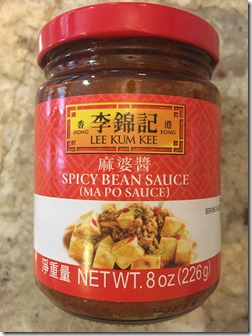 香 李錦記 港
HONG KONG
LEE KUM KEE
麻婆醬
SPICY BEAN SAUCE
(MA PO SAUCE)
SERVING
淨重量 NET WT. 8 oz (226g)